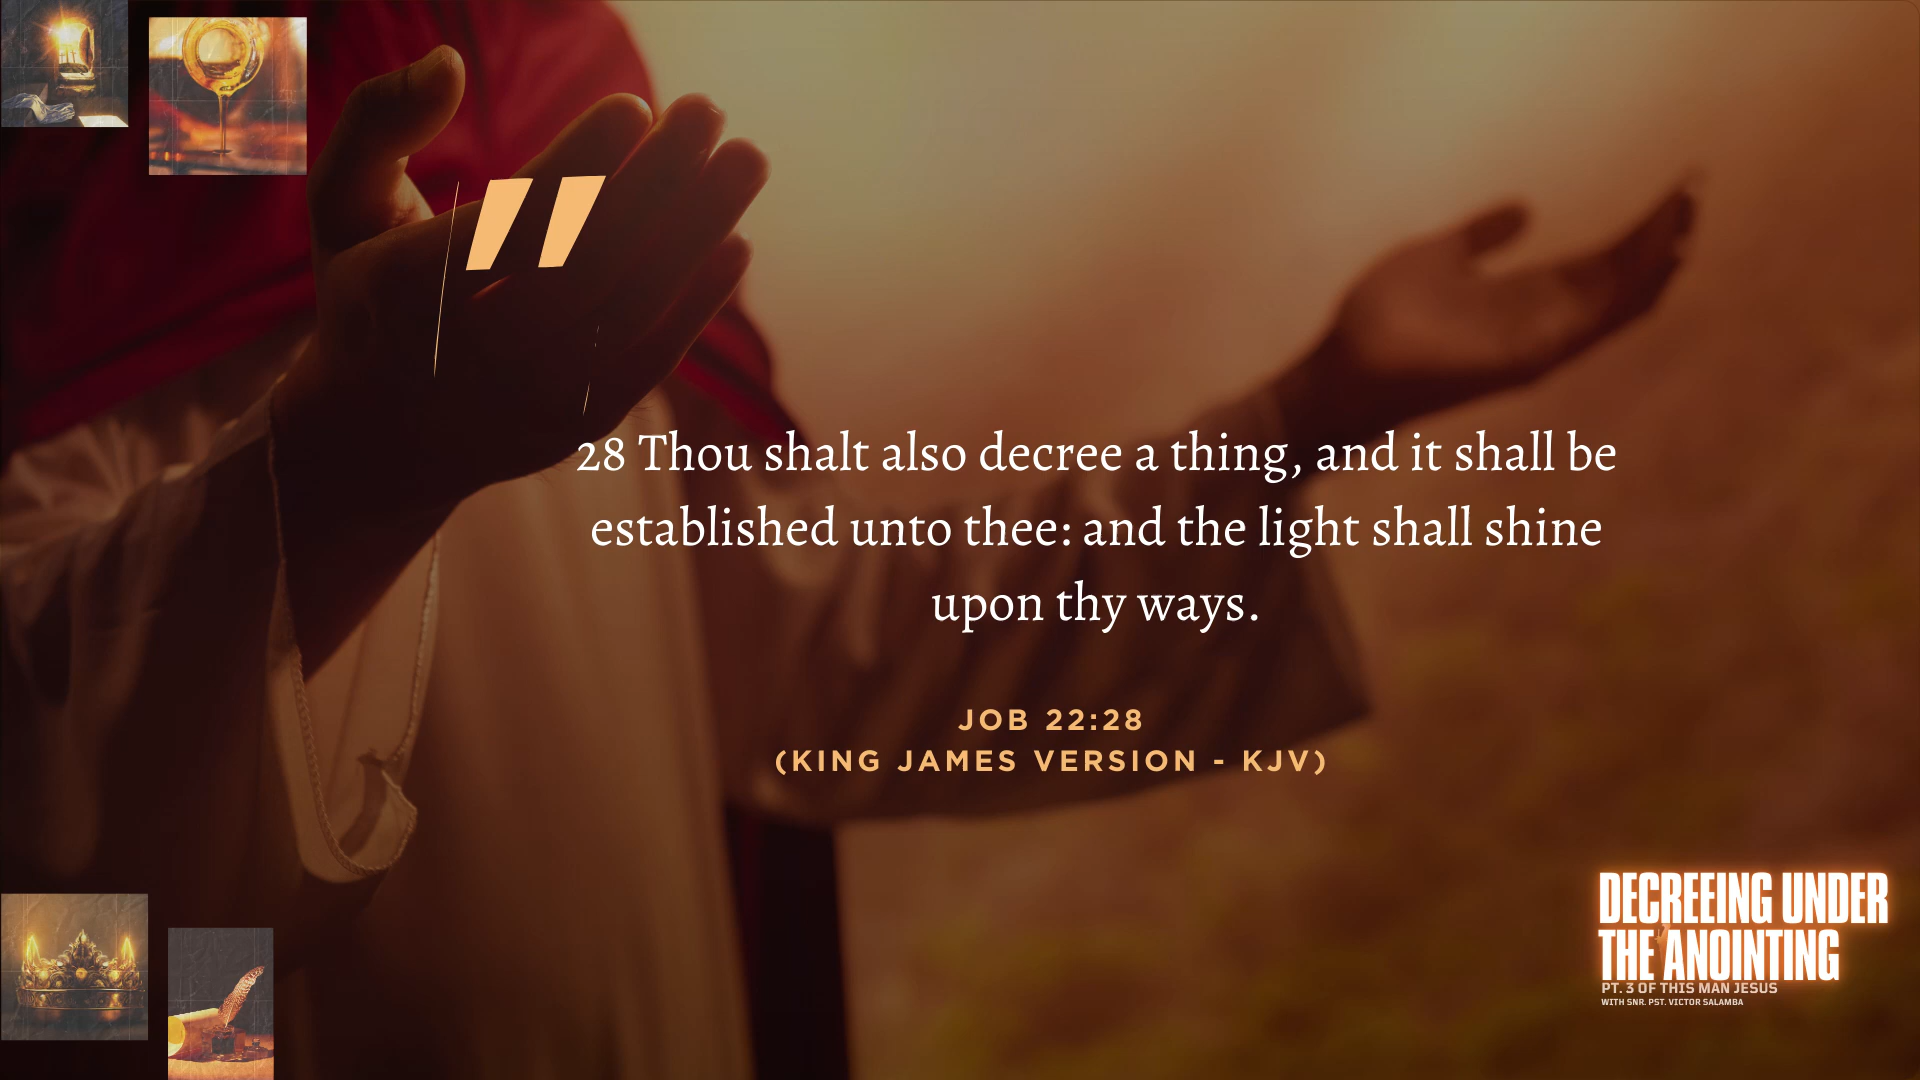 "
28 Thou shalt also decree a thing, and it shall be
established unto thee: and the light shall shine
upon thy ways.
JOB 22:28
(KING JAMES VERSION - KJV)
DECREEING UNDER
THE ANOINTING
PT. 3 OF THIS MAN JESUS
WITH SNR. PST. VICTOR SALAMBA